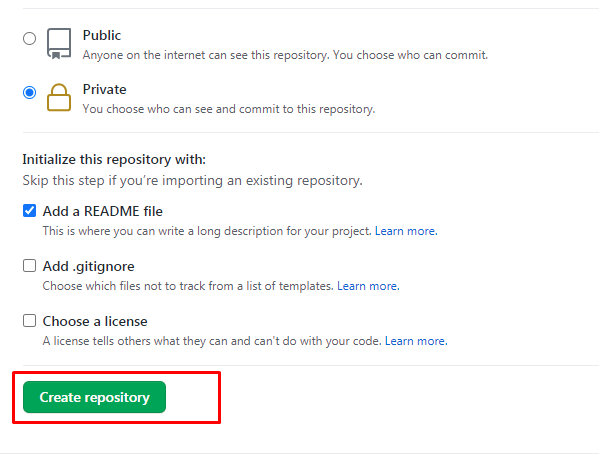 Public
Anyone on the internet can see this repository. You choose who can commit.
Private
You choose who can see and commit to this repository.
Initialize this repository with:
Skip this step if you're importing an existing repository.
Add a README file
This is where you can write a long description for your project. Learn more.
Add .gitignore
Choose which files not to track from a list of templates. Learn more.
Choose a license
A license tells others what they can and can't do with your code. Learn more.
Create repository